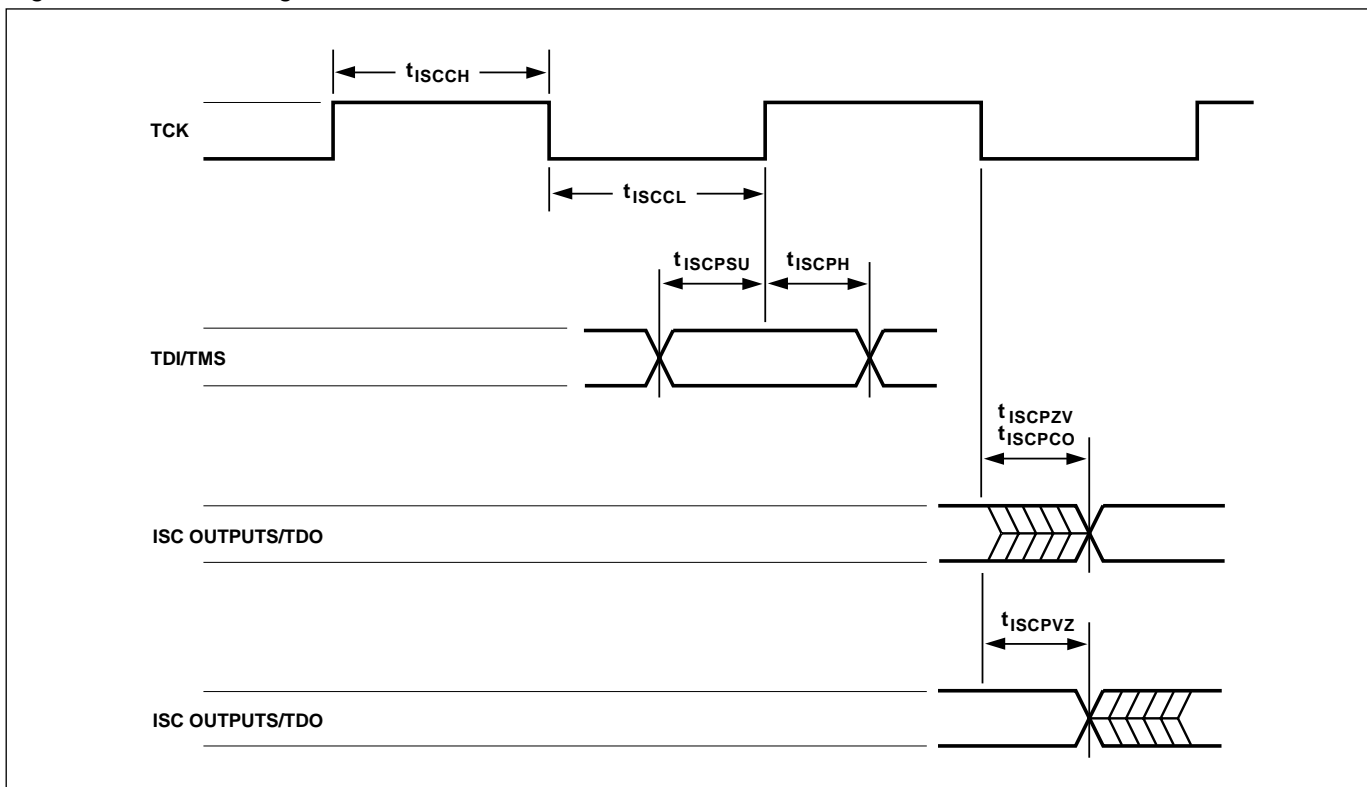 tISCCH
TCK
tISCCL
tISCPSU
tISCPH
TDI/TMS
tISCPZV
tISCPCO
ISC OUTPUTS/TDO
tISCPVZ
ISC OUTPUTS/TDO